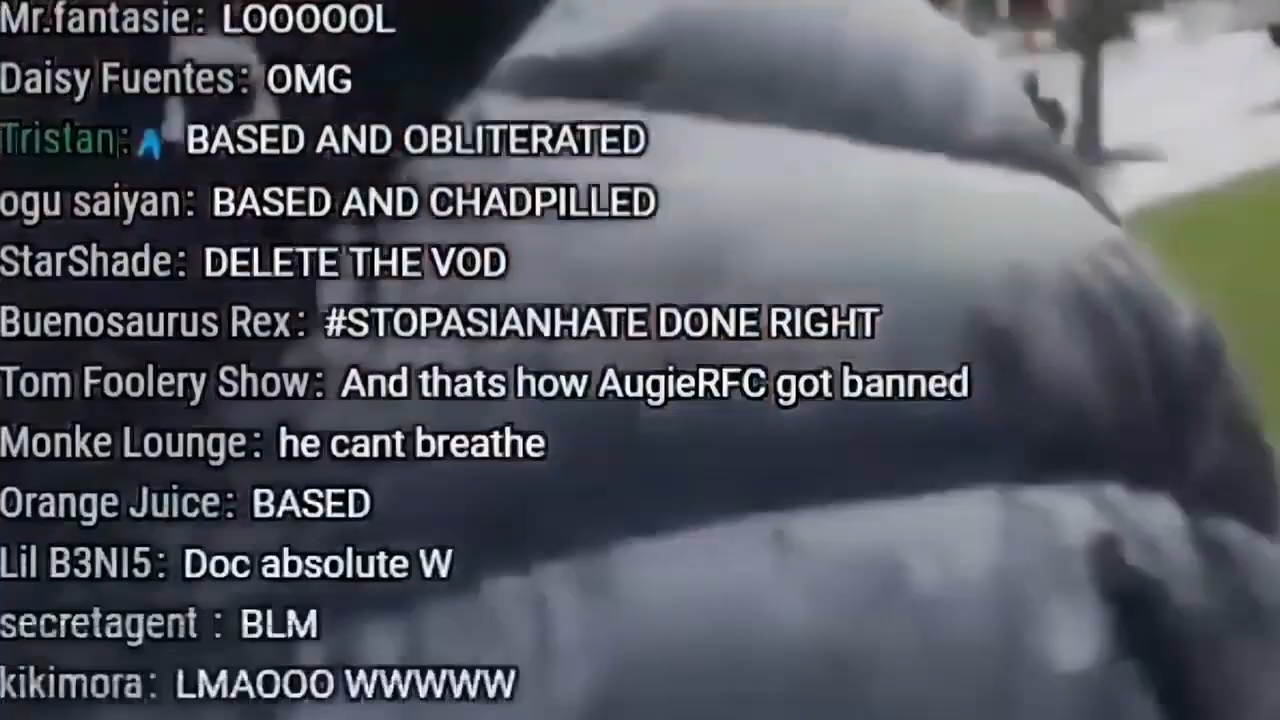 Mr.fantasie: LOOOOOL
Daisy Fuentes: OMG
Tristan: BASED AND OBLITERATED
ogu saiyan: BASED AND CHADPILLED
StarShade: DELETE THE VOD
Buenosaurus Rex: #STOPASIANHATE DONE RIGHT
Tom Foolery Show: And thats how AugieRFC got banned
Monke Lounge: he cant breathe
Orange Juice: BASED
Lil B3NI5: Doc absolute W
secretagent : BLM
kikimora: LMAOOO WWWWW